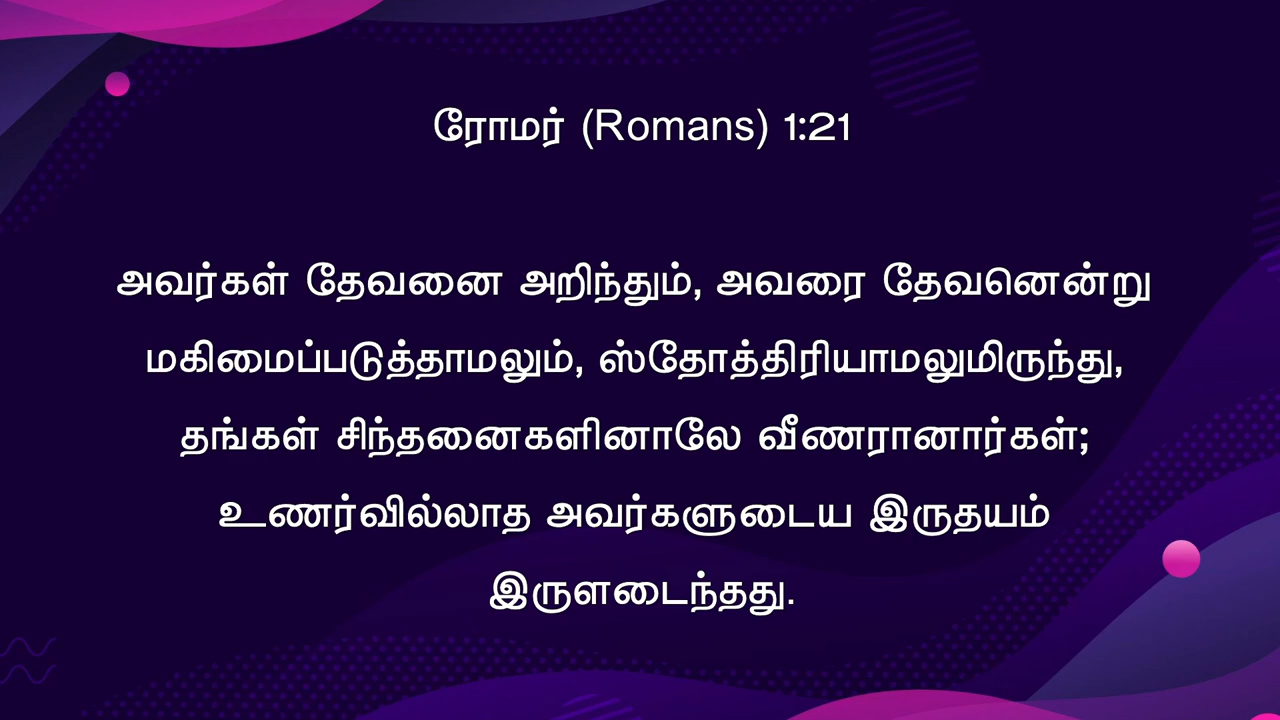 ரோமர் (Romans) 1:21
அவர்கள் தேவனை அறிந்தும், அவரை தேவனென்று
மகிமைப்படுத்தாமலும், ஸ்தோத்திரியாமலுமிருந்து,
தங்கள் சிந்தனைகளினாலே வீணரானார்கள்;
உணர்வில்லாத அவர்களுடைய இருதயம்
இருளடைந்தது.